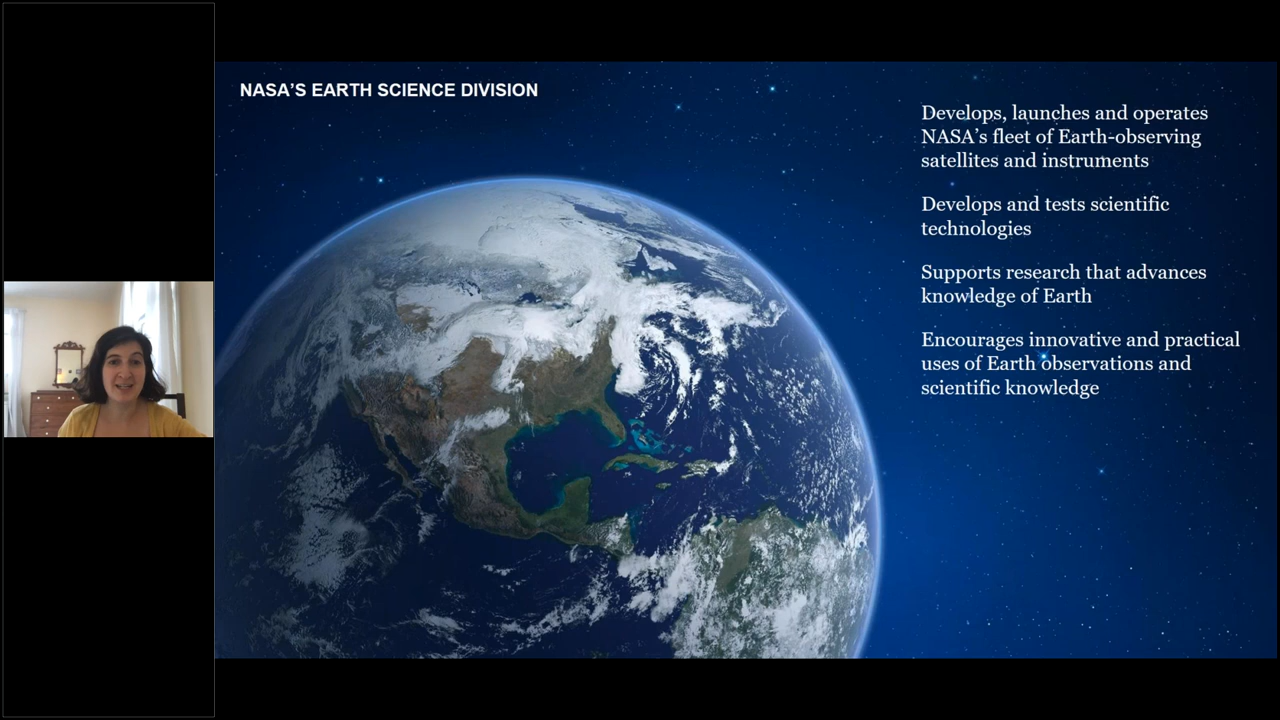 NASA'S EARTH SCIENCE DIVISION
Develops, launches and operates
NASA's fleet of Earth-observing
satellites and instruments
Develops and tests scientific
technologies
Supports research that advances
knowledge of Earth
Encourages innovative and practical
uses of Earth observations and
scientific knowledge